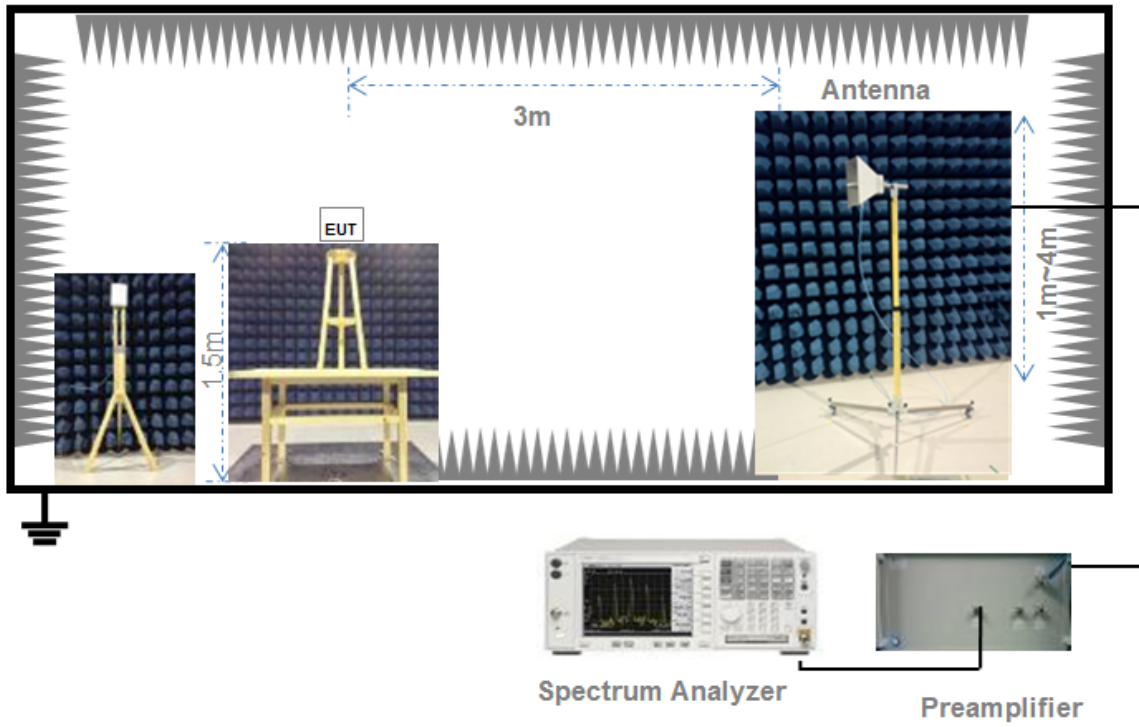 Antenna
3m
EUT
1.5m
1m~4m
Spectrum Analyzer
Preamplifier